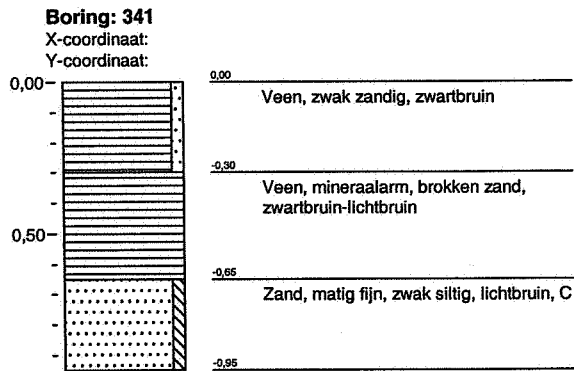 Boring: 341
X-coordinaat:
Y-coordinaat:
0,00
0,00
Veen, zwak zandig, zwartbruin
-0,30
Veen, mineraalarm, brokken zand,
zwartbruin-lichtbruin
0,50
-0,65
Zand, matig fijn, zwak siltig, lichtbruin, C
-0,95